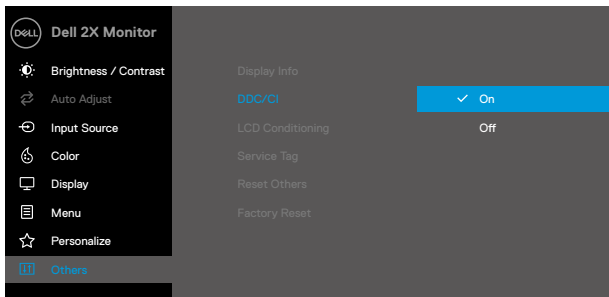 DELL Dell 2X Monitor
Brightness / Contrast
Display Info
Auto Adjust
DDC/CI
On
Input Source
LCD Conditioning
Off
Color
Service Tag
Display
Reset Others
Menu
Factory Reset
Personalize
Others